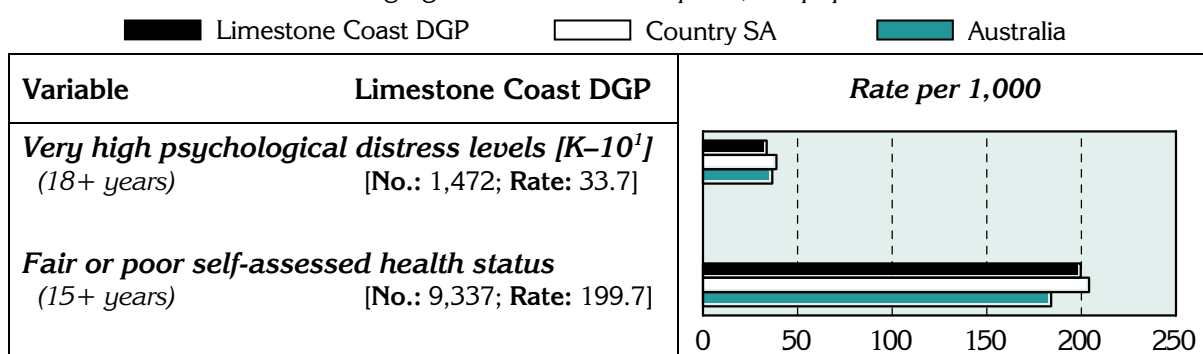 Limestone Coast DGP Country SA Australia
Variable Limestone Coast DGP Rate per 1,000
Very high psychological distress levels [K–10¹]
(18+ years) [No.: 1,472; Rate: 33.7]
Fair or poor self-assessed health status
(15+ years) [No.: 9,337; Rate: 199.7]
0 50 100 150 200 250